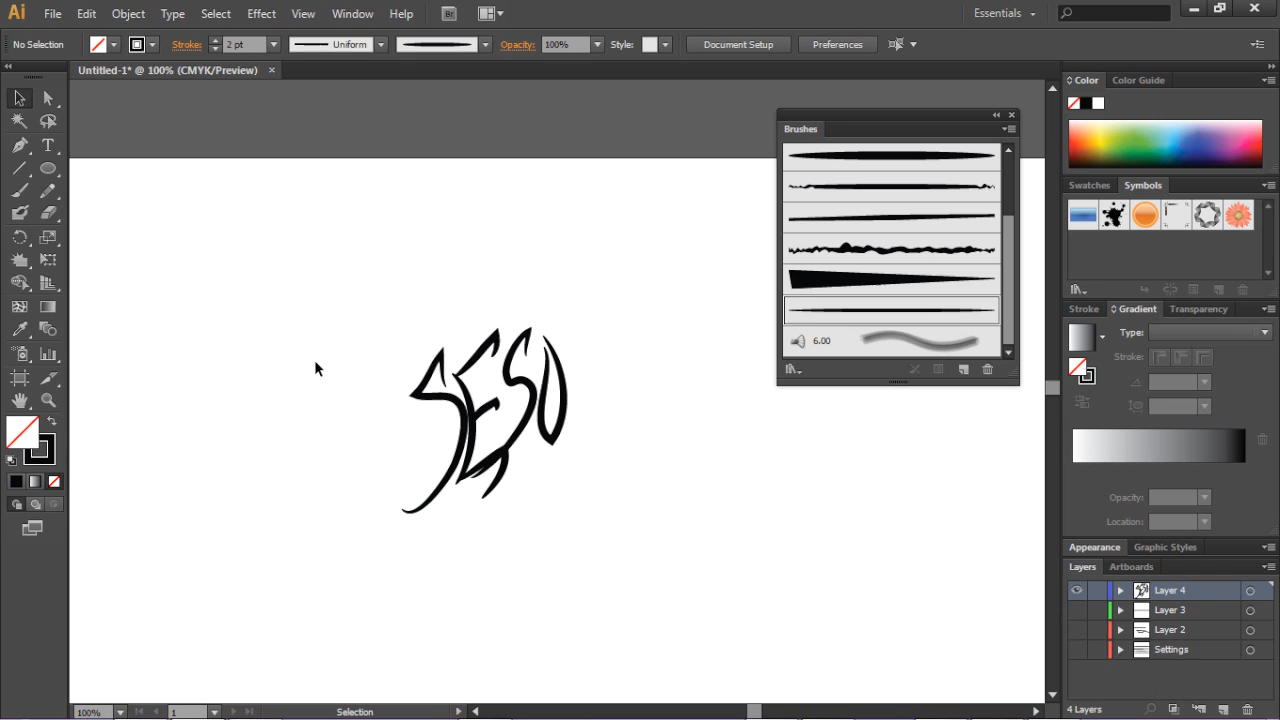 Ai File Edit Object Type Select Effect View Window Help Br Essentials
No Selection Stroke: 2 pt Uniform Opacity: 100% Style: Document Setup Preferences
Untitled-1* @ 100% (CMYK/Preview)
Color Color Guide
Brushes
Swatches Symbols
Stroke Gradient Transparency
Type:
6.00
Stroke:
SESO
Opacity:
Location:
Appearance Graphic Styles
Layers Artboards
Layer 4
Layer 3
Layer 2
Settings
4 Layers
100% 1 Selection